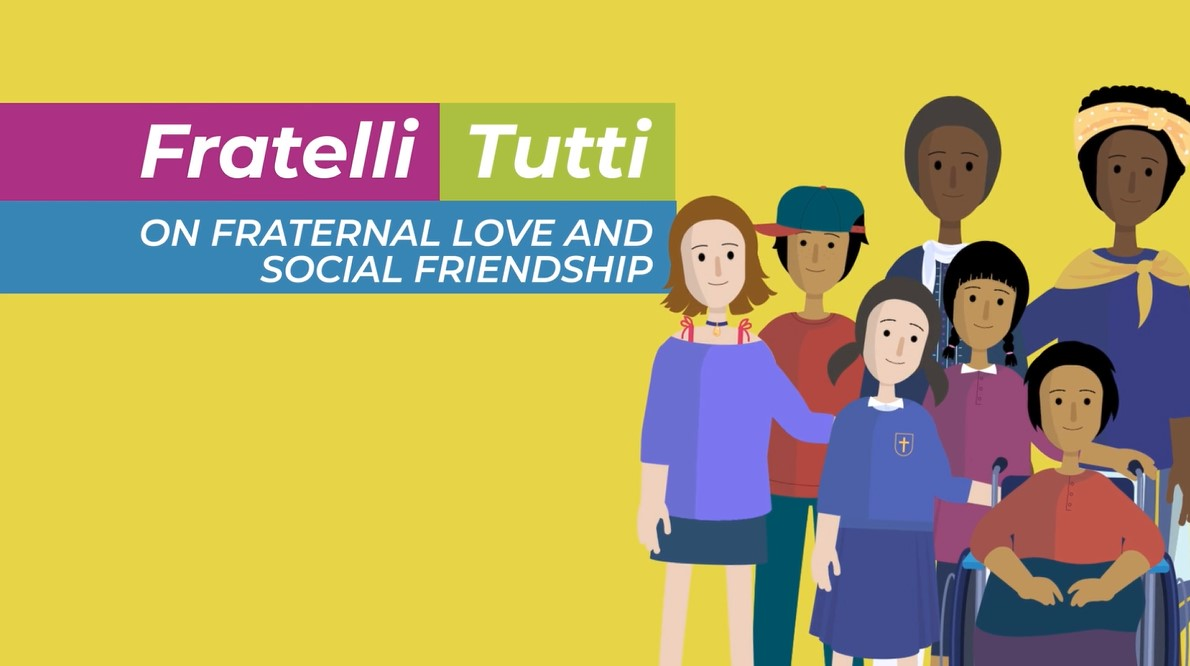 Fratelli Tutti
ON FRATERNAL LOVE AND
SOCIAL FRIENDSHIP